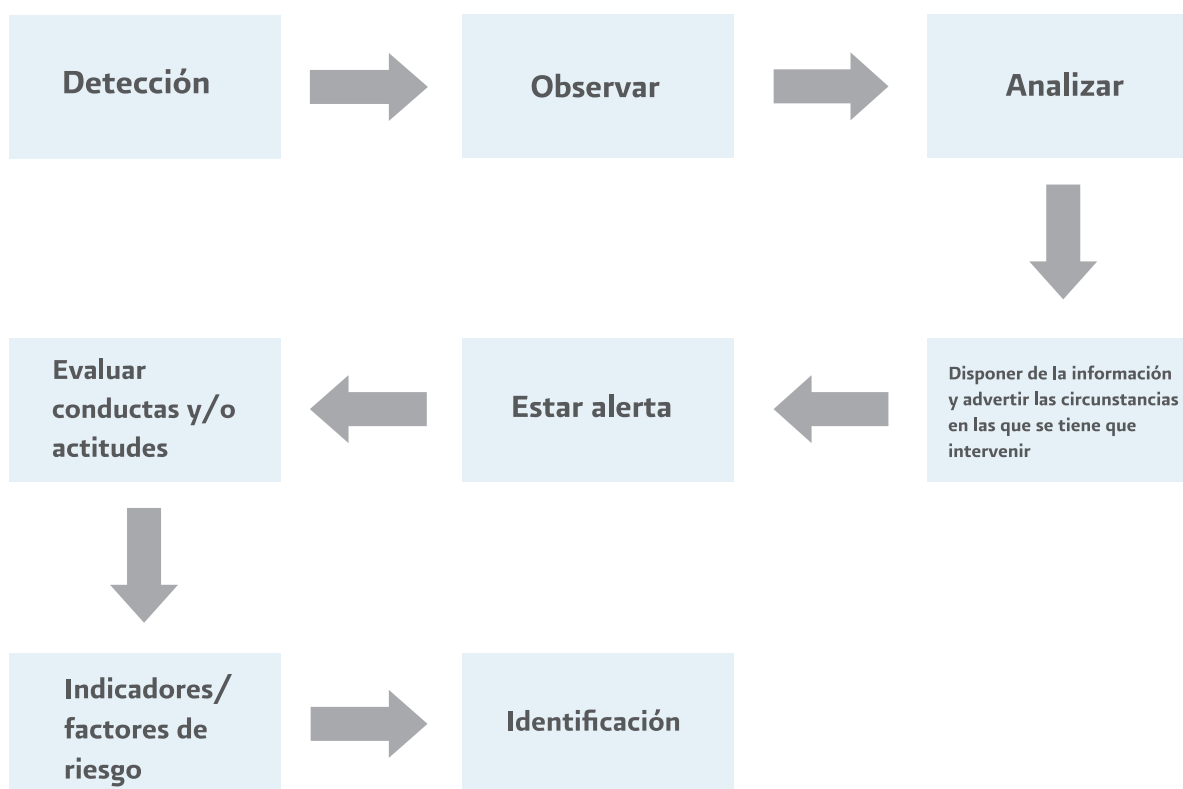 Detección
Observar
Analizar
Disponer de la información
y advertir las circunstancias
en las que se tiene que
intervenir
Estar alerta
Evaluar
conductas y/o
actitudes
Indicadores/
factores de
riesgo
Identificación